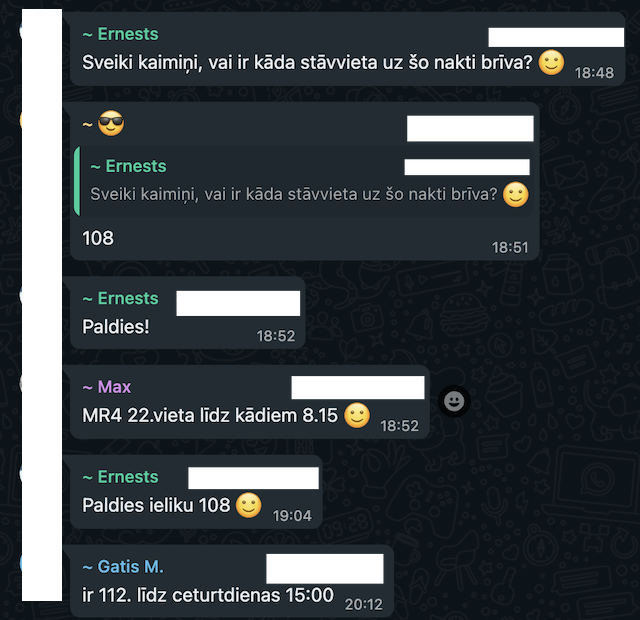 ~ Ernests
Sveiki kaimiņi, vai ir kāda stāvvieta uz šo nakti brīva? 🙂 18:48
~ 😎
~ Ernests
Sveiki kaimiņi, vai ir kāda stāvvieta uz šo nakti brīva? 🙂
108
18:51
~ Ernests
Paldies!
18:52
~ Max
MR4 22.vieta līdz kādiem 8.15 🙂 18:52
~ Ernests
Paldies ieliku 108 🙂 19:04
~ Gatis M.
ir 112. līdz ceturtdienas 15:00 20:12